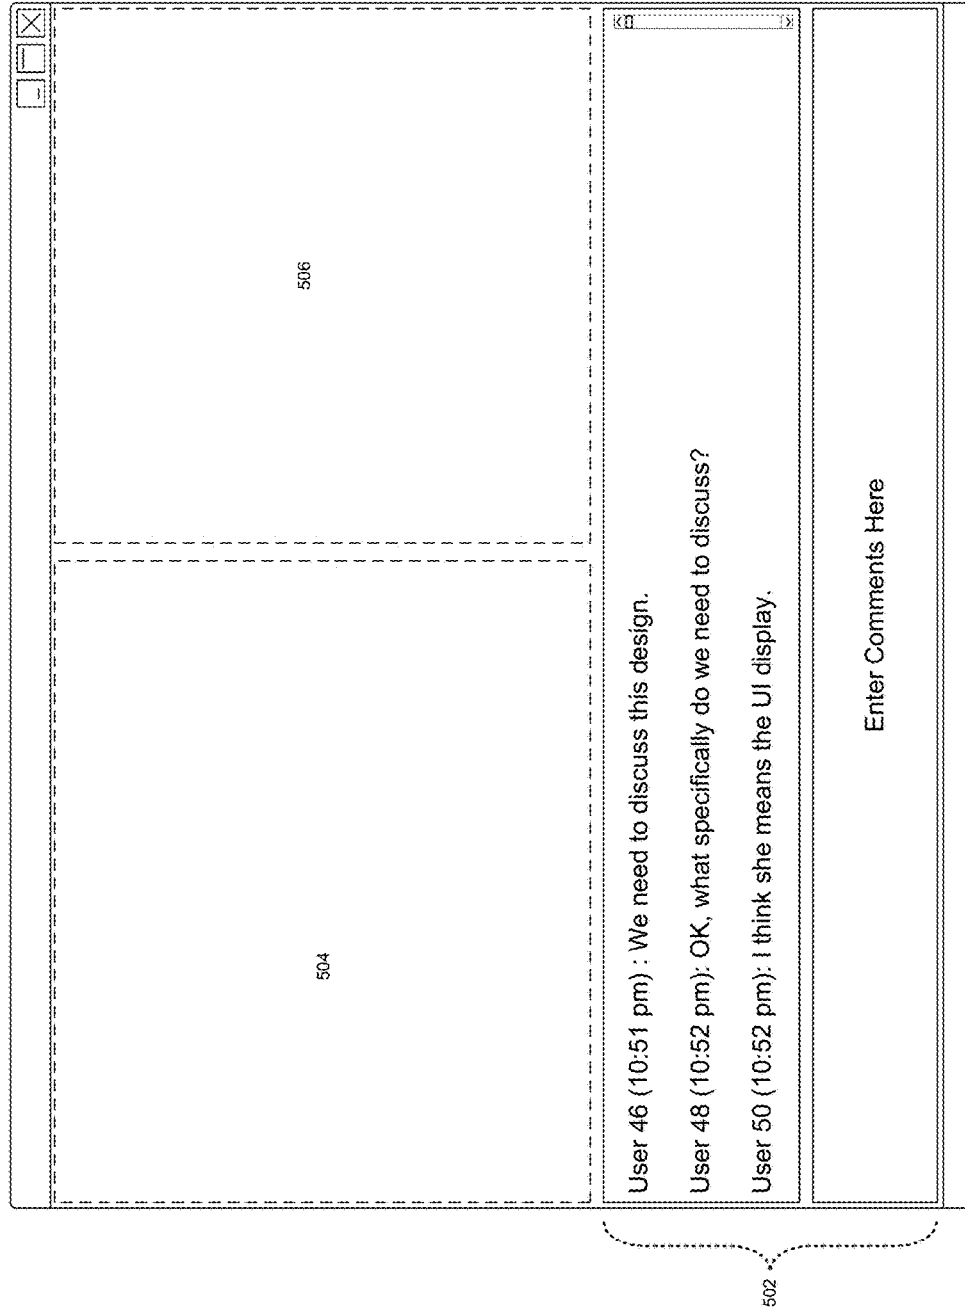 504
506
User 46 (10:51 pm) : We need to discuss this design.
User 48 (10:52 pm): OK, what specifically do we need to discuss?
User 50 (10:52 pm): I think she means the UI display.
Enter Comments Here
502